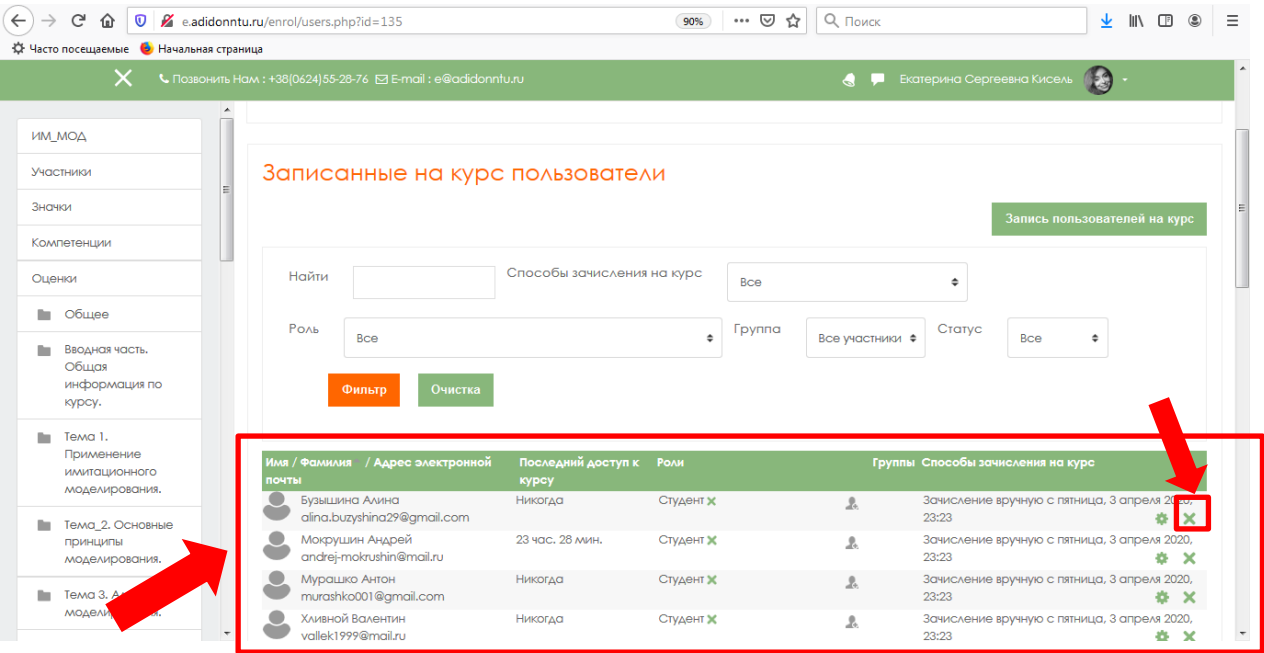 e.adidonntu.ru/enrol/users.php?id=135
90%
Поиск
Часто посещаемые
Начальная страница
Позвонить Нам : +38(0624)55-28-76 E-mail : e@adidonntu.ru
Екатерина Сергеевна Кисель
ИМ_МОД
Участники
Значки
Компетенции
Оценки
Общее
Вводная часть.
Общая
информация по
курсу.
Тема 1.
Применение
имитационного
моделирования.
Тема_2. Основные
принципы
моделирования.
Тема 3.
Записанные на курс пользователи
Запись пользователей на курс
Найти
Способы зачисления на курс
Все
Роль
Все
Группа
Все участники
Статус
Все
Фильтр
Очистка
Имя / Фамилия / Адрес электронной
почты
Последний доступ к
курсу
Роли
Группы
Способы зачисления на курс
Бузышина Алина
alina.buzyshina29@gmail.com
Никогда
Студент
Зачисление вручную с пятница, 3 апреля 2020,
23:23
Мокрушин Андрей
andrej-mokrushin@mail.ru
23 час. 28 мин.
Студент
Зачисление вручную с пятница, 3 апреля 2020,
23:23
Мурашко Антон
murashko001@gmail.com
Никогда
Студент
Зачисление вручную с пятница, 3 апреля 2020,
23:23
Хливной Валентин
vallek1999@mail.ru
Никогда
Студент
Зачисление вручную с пятница, 3 апреля 2020,
23:23